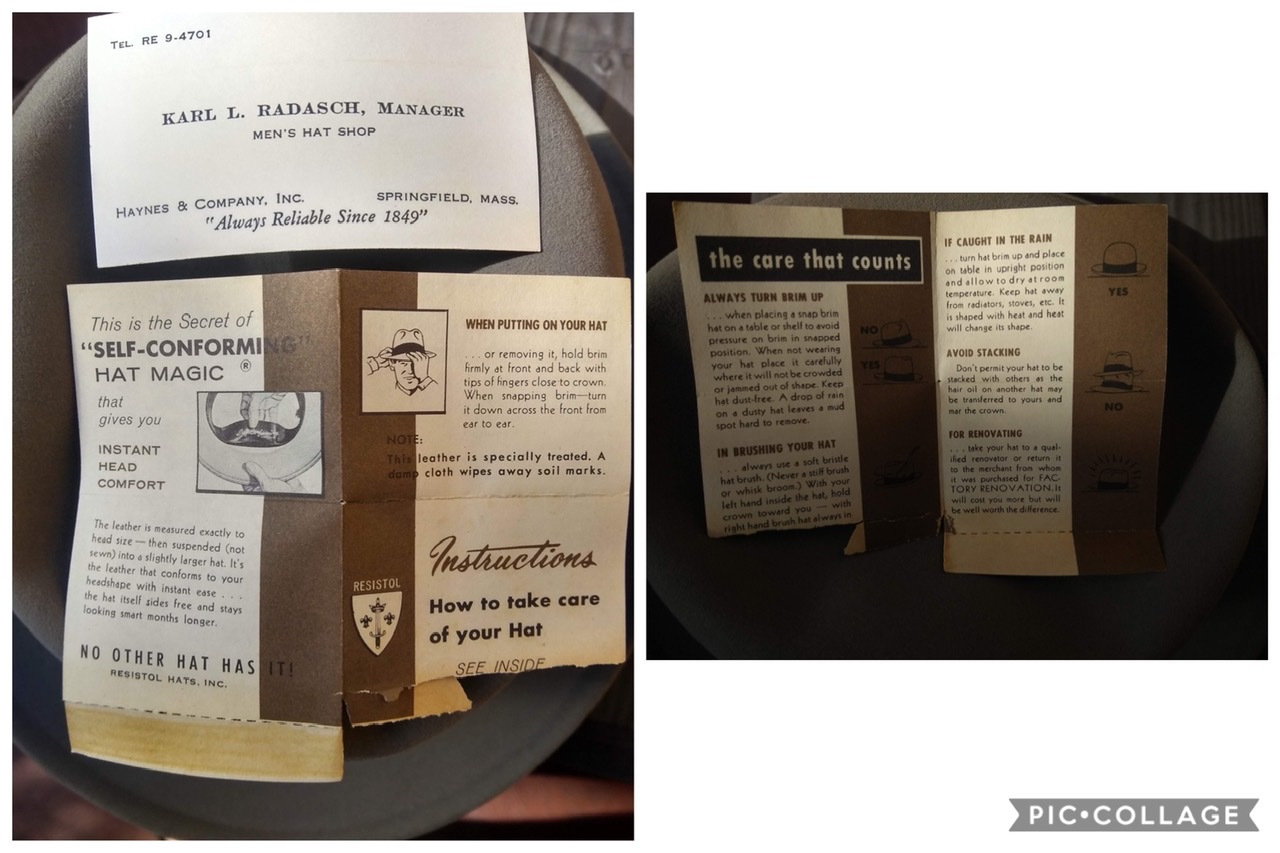 TEL. RE 9-4701
KARL L. RADASCH, MANAGER
MEN'S HAT SHOP
HAYNES & COMPANY, INC.
SPRINGFIELD, MASS.
"Always Reliable Since 1849"
This is the Secret of
"SELF-CONFORMING"
HAT MAGIC ®
that
gives you
INSTANT
HEAD
COMFORT
The leather is measured exactly to
head size — then suspended (not
sewn) into a slightly larger hat. It's
the leather that conforms to your
headshape with instant ease . . .
the hat itself sides free and stays
looking smart months longer.
NO OTHER HAT HAS IT!
RESISTOL HATS, INC.
WHEN PUTTING ON YOUR HAT
. . . or removing it, hold brim
firmly at front and back with
tips of fingers close to crown.
When snapping brim—turn
it down across the front from
ear to ear.
NOTE:
This leather is specially treated. A
damp cloth wipes away soil marks.
RESISTOL
Instructions
How to take care
of your Hat
SEE INSIDE
the care that counts
ALWAYS TURN BRIM UP
. . . when placing a snap brim
hat on a table or shelf to avoid
pressure on brim in snapped
position. When not wearing
your hat place it carefully
where it will not be crowded
or jammed out of shape. Keep
hat dust-free. A drop of rain
on a dusty hat leaves a mud
spot hard to remove.
NO
YES
IN BRUSHING YOUR HAT
. . . always use a soft bristle
hat brush. (Never a stiff brush
or whisk broom.) With your
left hand inside the hat, hold
crown toward you — with
right hand brush hat always in
IF CAUGHT IN THE RAIN
. . . turn hat brim up and place
on table in upright position
and allow to dry at room
temperature. Keep hat away
from radiators, stoves, etc. It
is shaped with heat and heat
will change its shape.
YES
AVOID STACKING
Don't permit your hat to be
stacked with others as the
hair oil on another hat may
be transferred to yours and
mar the crown.
NO
FOR RENOVATING
. . . take your hat to a qual-
ified renovator or return it
to the merchant from whom
it was purchased for FAC-
TORY RENOVATION. It
will cost you more but will
be well worth the difference.
PIC•COLLAGE